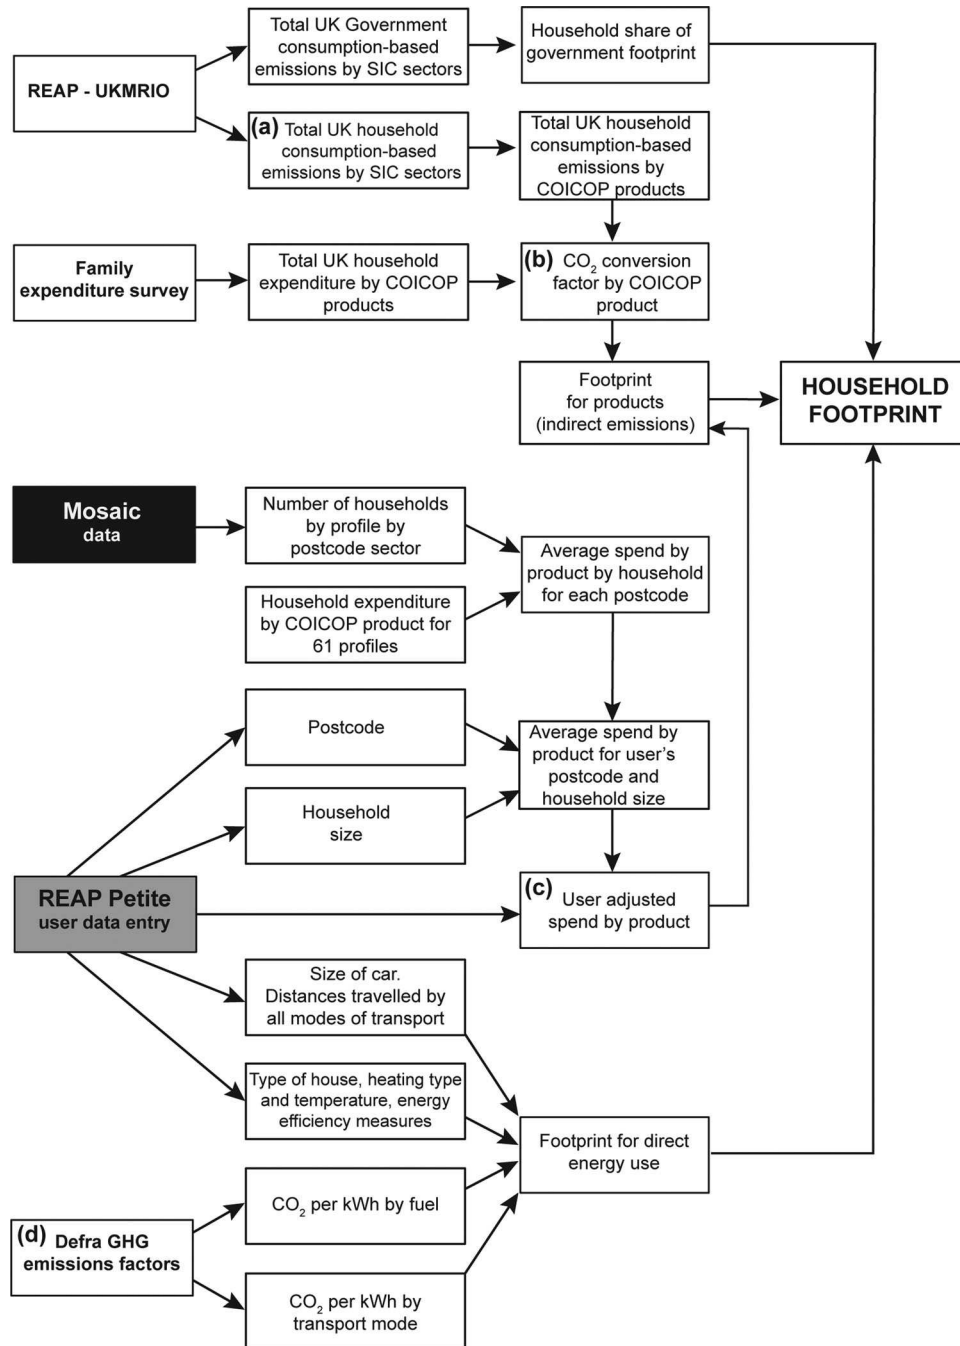 Total UK Government
consumption-based
emissions by SIC sectors
Household share of
government footprint
REAP - UKMRIO
(a) Total UK household
consumption-based
emissions by SIC sectors
Total UK household
consumption-based
emissions by
COICOP products
Family
expenditure survey
Total UK household
expenditure by COICOP
products
(b) CO2 conversion
factor by COICOP
product
Footprint
for products
(indirect emissions)
HOUSEHOLD
FOOTPRINT
Mosaic
data
Number of households
by profile by
postcode sector
Average spend by
product by household
for each postcode
Household expenditure
by COICOP product for
61 profiles
Postcode
Average spend by
product for user's
postcode and
household size
Household
size
REAP Petite
user data entry
(c) User adjusted
spend by product
Size of car.
Distances travelled by
all modes of transport
Type of house, heating type
and temperature, energy
efficiency measures
Footprint for direct
energy use
CO2 per kWh by fuel
(d) Defra GHG
emissions factors
CO2 per kWh by
transport mode